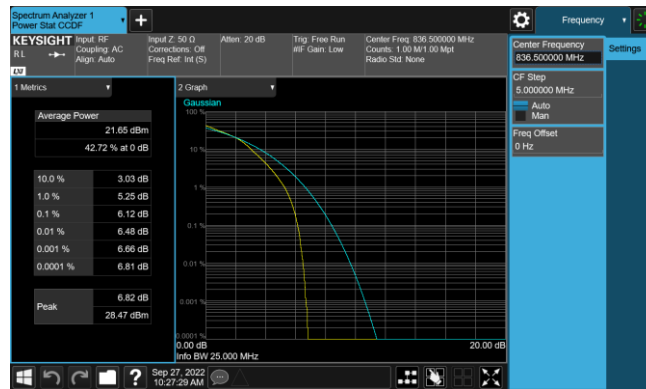 Spectrum Analyzer 1
Power Stat CCDF
Frequency
KEYSIGHT
RL
LXI
Input: RF
Coupling: AC
Align: Auto
Input Z: 50 Ω
Corrections: Off
Freq Ref: Int (S)
Atten: 20 dB
Trig: Free Run
#IF Gain: Low
Center Freq: 836.500000 MHz
Counts: 1.00 M/1.00 Mpt
Radio Std: None
Center Frequency
836.500000 MHz
Settings
CF Step
5.000000 MHz
Auto
Man
Freq Offset
0 Hz
1 Metrics
Average Power
21.65 dBm
42.72 % at 0 dB
10.0 % 3.03 dB
1.0 % 5.25 dB
0.1 % 6.12 dB
0.01 % 6.48 dB
0.001 % 6.66 dB
0.0001 % 6.81 dB
Peak
6.82 dB
28.47 dBm
2 Graph
Gaussian
100 %
10 %
1 %
0.1 %
0.01 %
0.001 %
0.0001 %
0.00 dB 20.00 dB
Info BW 25.000 MHz
?
Sep 27, 2022
10:27:29 AM